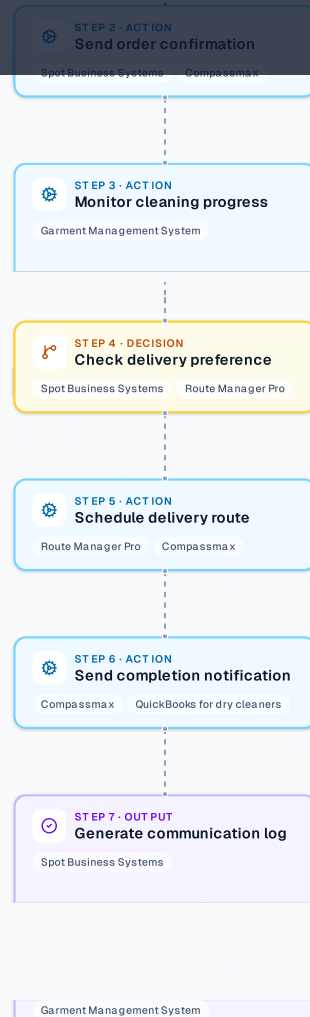 STEP 2 · ACTION
Send order confirmation
Spot Business Systems Compassmax
STEP 3 · ACTION
Monitor cleaning progress
Garment Management System
STEP 4 · DECISION
Check delivery preference
Spot Business Systems Route Manager Pro
STEP 5 · ACTION
Schedule delivery route
Route Manager Pro Compassmax
STEP 6 · ACTION
Send completion notification
Compassmax QuickBooks for dry cleaners
STEP 7 · OUTPUT
Generate communication log
Spot Business Systems
Garment Management System